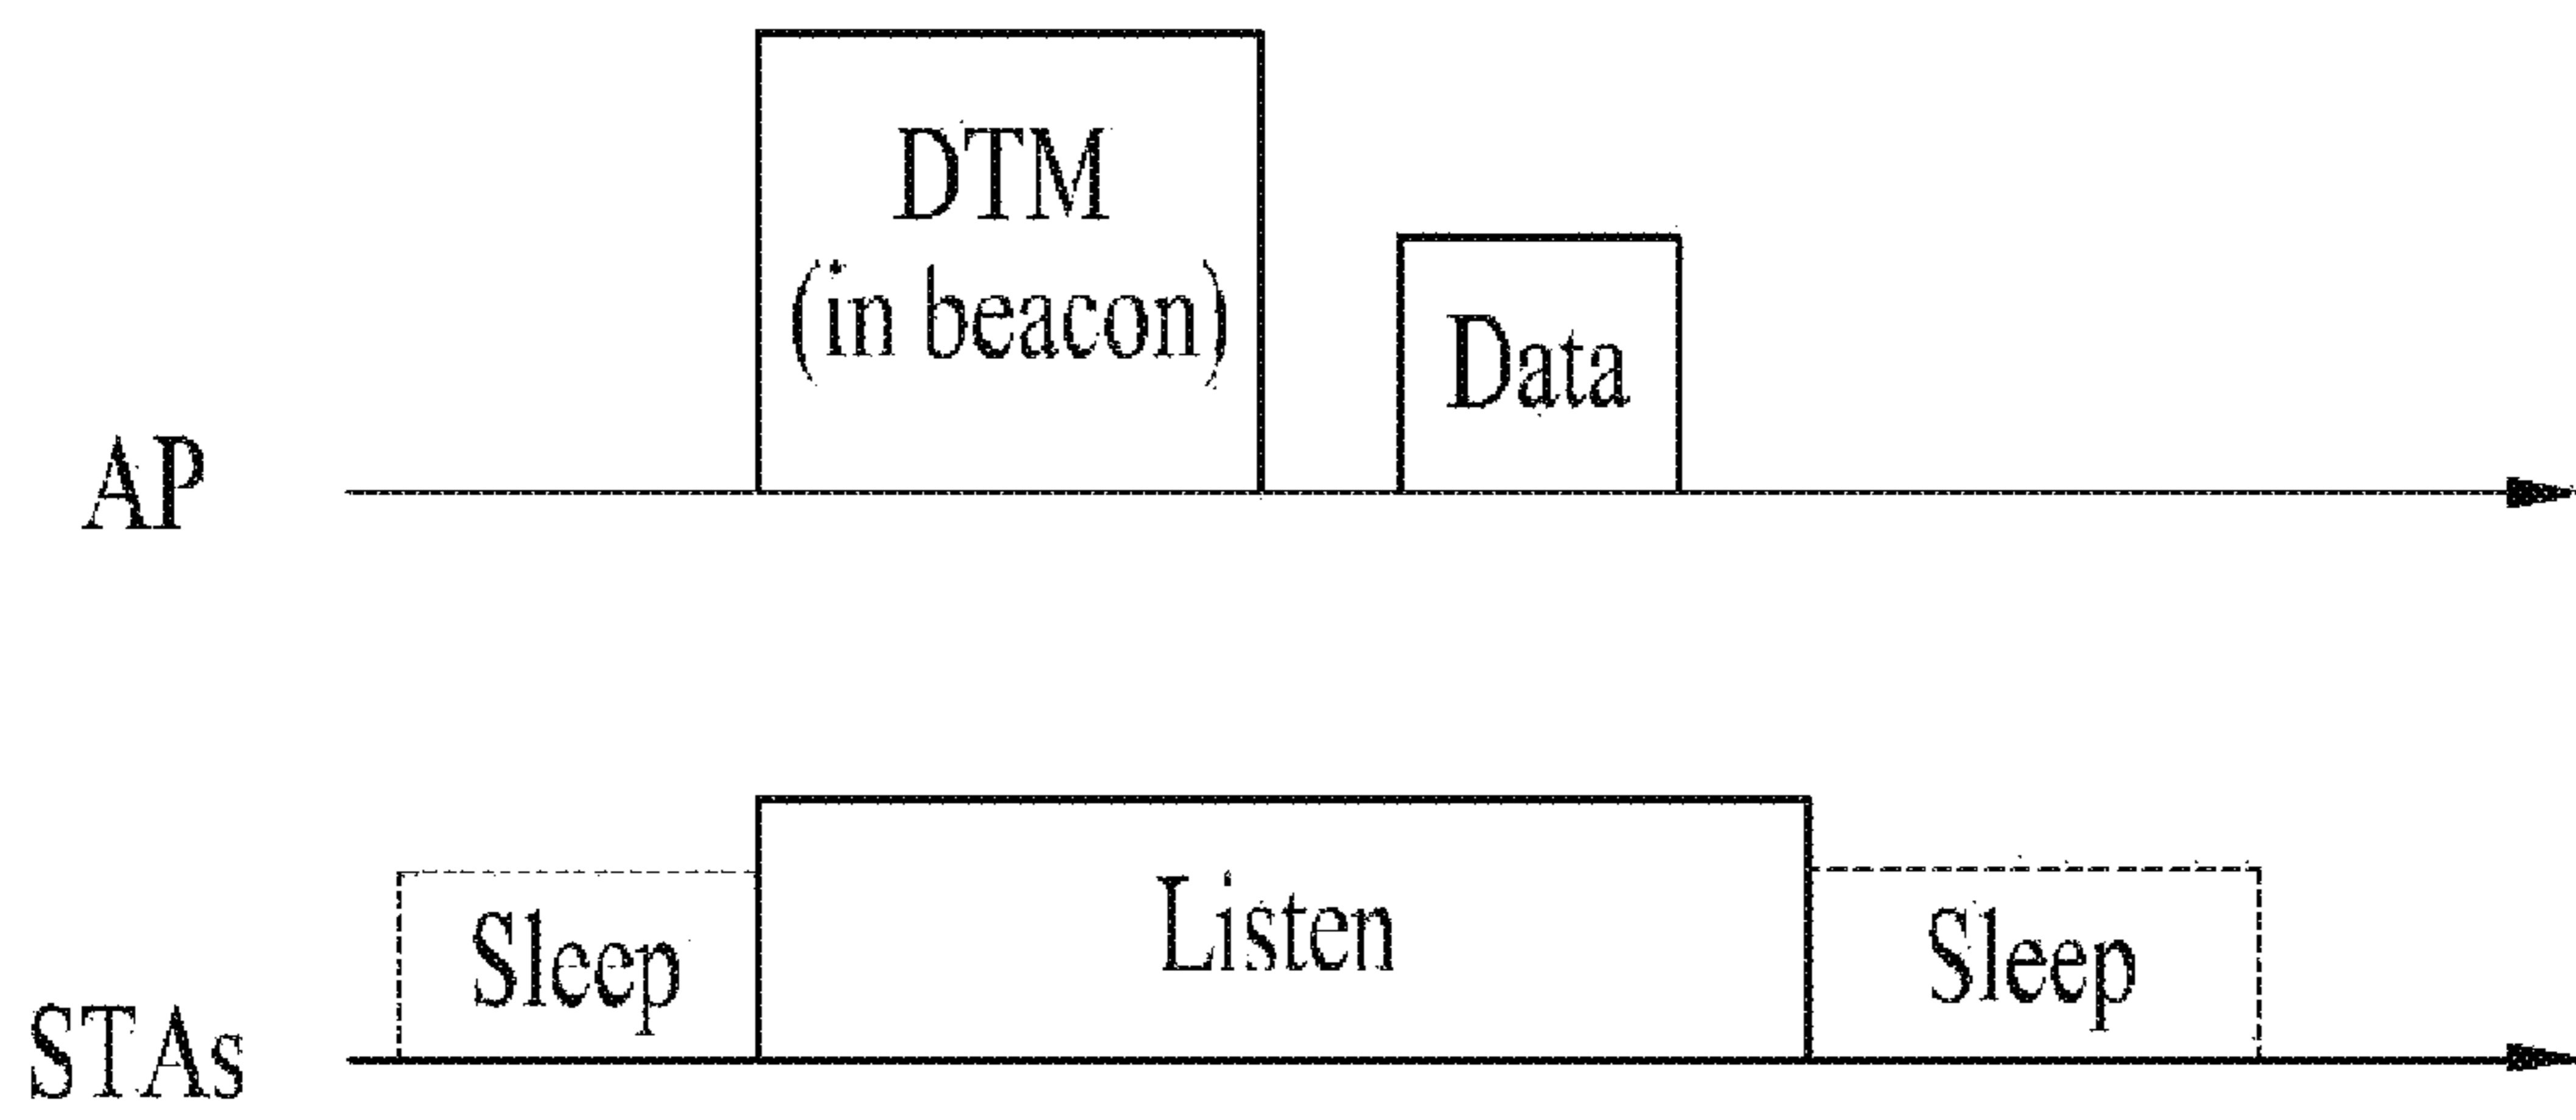 DTM
(in beacon)
Data
AP
Sleep
Listen
Sleep
STAs